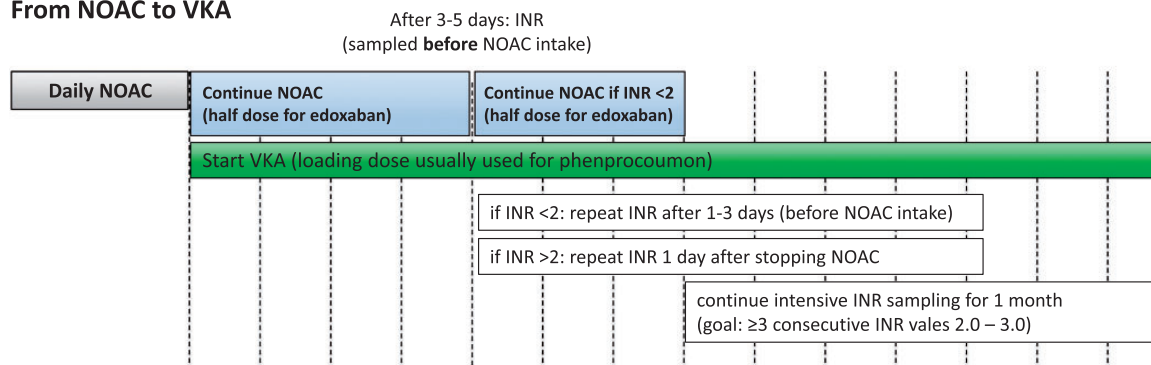 From NOAC to VKA
After 3-5 days: INR
(sampled before NOAC intake)
Daily NOAC
Continue NOAC
(half dose for edoxaban)
Continue NOAC if INR <2
(half dose for edoxaban)
Start VKA (loading dose usually used for phenprocoumon)
if INR <2: repeat INR after 1-3 days (before NOAC intake)
if INR >2: repeat INR 1 day after stopping NOAC
continue intensive INR sampling for 1 month
(goal: ≥3 consecutive INR vales 2.0 – 3.0)